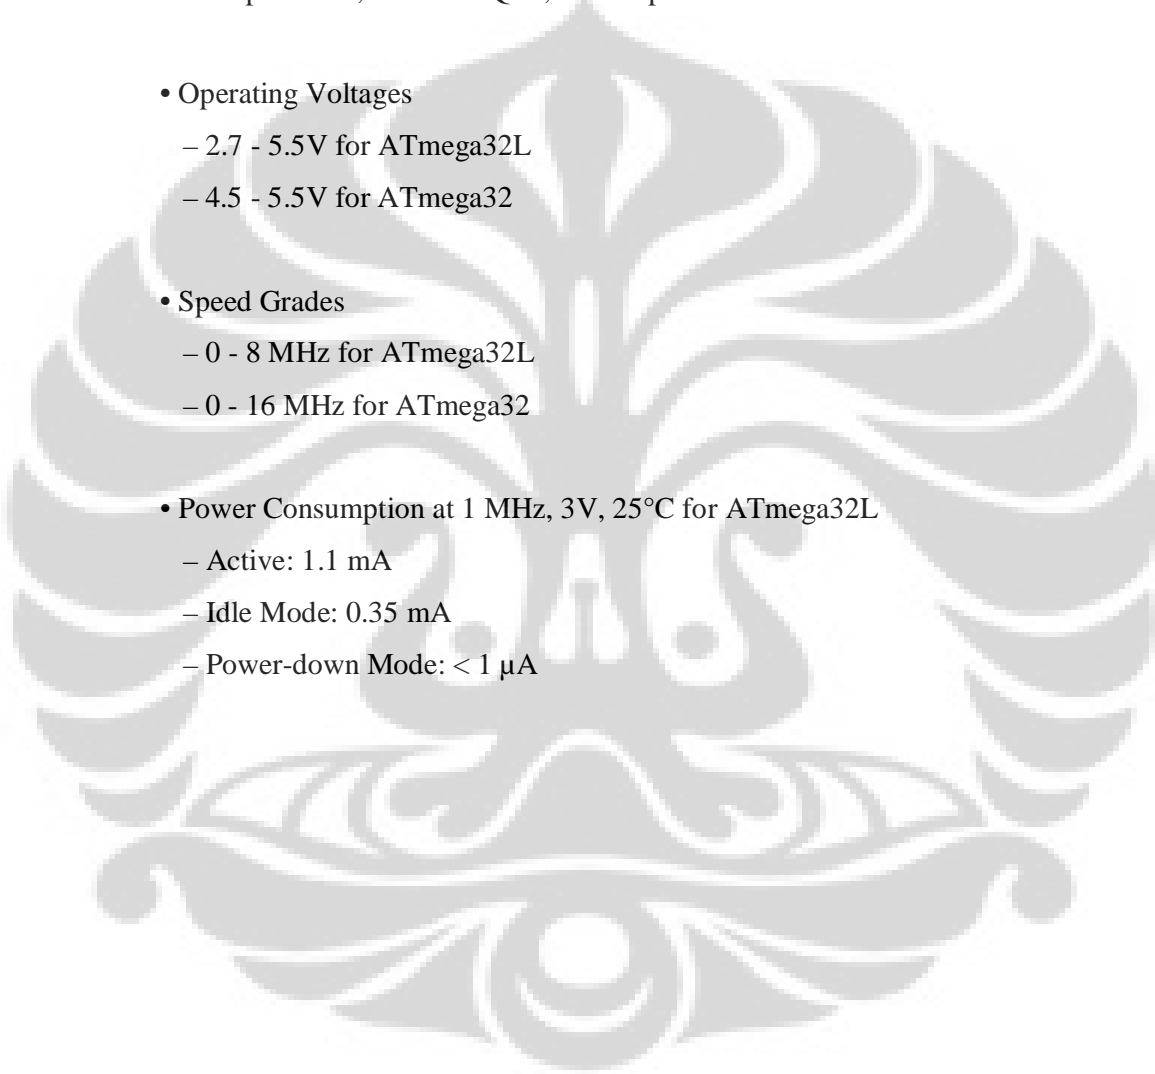 • Operating Voltages
– 2.7 - 5.5V for ATmega32L
– 4.5 - 5.5V for ATmega32
• Speed Grades
– 0 - 8 MHz for ATmega32L
– 0 - 16 MHz for ATmega32
• Power Consumption at 1 MHz, 3V, 25°C for ATmega32L
– Active: 1.1 mA
– Idle Mode: 0.35 mA
– Power-down Mode: < 1 µA